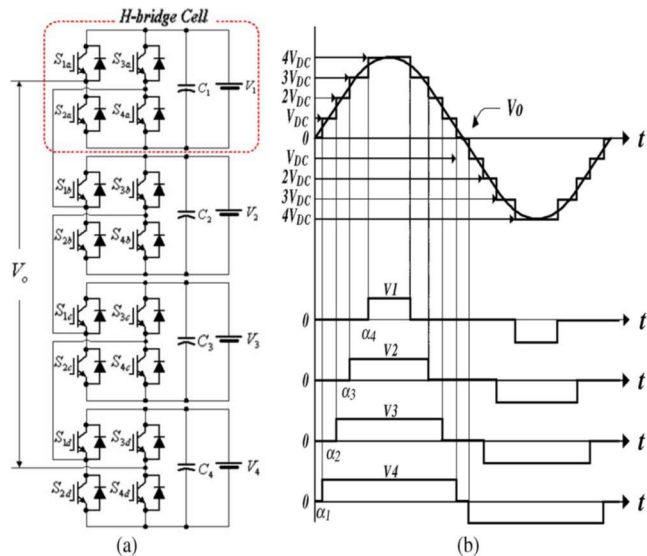 H-bridge Cell
S1a
S3a
C1
V1
S2a
S4a
S1b
S3b
C2
V2
S2b
S4b
Vo
S1c
S3c
C3
V3
S2c
S4c
S1d
S3d
C4
V4
S2d
S4d
(a)
4VDC
3VDC
2VDC
VDC
0
V0
t
VDC
2VDC
3VDC
4VDC
V1
0
t
α4
V2
0
t
α3
V3
0
t
α2
V4
0
t
α1
(b)